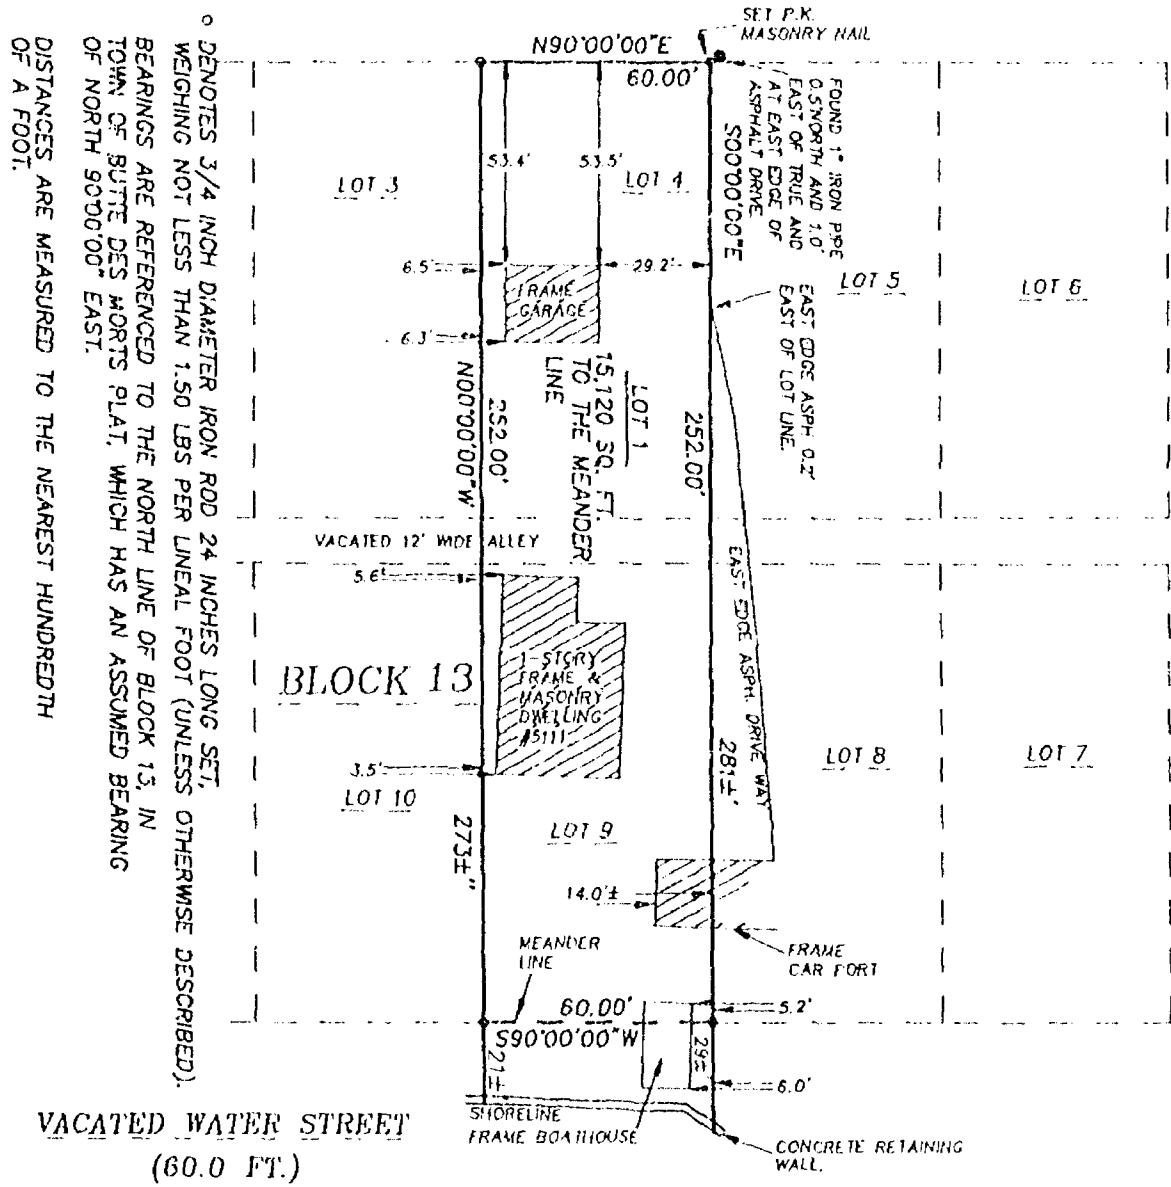 SET P.K.
MASONRY NAIL
N90°00'00"E
60.00'
FOUND 1" IRON PIPE
0.5'NORTH AND 1.0'
EAST OF TRUE AND
AT EAST EDGE OF
ASPHALT DRIVE.
S00°00'00"E
53.4'
53.5'
LOT 3
LOT 4
LOT 5
LOT 6
6.5'
29.2'
FRAME
GARAGE
6.3'
EAST EDGE ASPH 0.2'
EAST OF LOT LINE.
LOT 1
15,120 SQ. FT.
TO THE MEANDER
LINE
252.00'
N00°00'00"W
252.00'
VACATED 12' WIDE ALLEY
5.6'
EAST EDGE ASPH. DRIVE WAY
BLOCK 13
1-STORY
FRAME &
MASONRY
DWELLING
#5111
281±'
LOT 8
LOT 7
3.5'
LOT 10
273±"
LOT 9
14.0'±
MEANDER
LINE
FRAME
CAR PORT
60.00'
S90°00'00"W
5.2'
21±
29±
6.0'
SHORELINE
FRAME BOATHOUSE
CONCRETE RETAINING
WALL.
VACATED WATER STREET
(60.0 FT.)
° DENOTES 3/4 INCH DIAMETER IRON ROD 24 INCHES LONG SET,
WEIGHING NOT LESS THAN 1.50 LBS PER LINEAL FOOT (UNLESS OTHERWISE DESCRIBED).
BEARINGS ARE REFERENCED TO THE NORTH LINE OF BLOCK 13, IN
TOWN OF BUTTE DES MORTS PLAT, WHICH HAS AN ASSUMED BEARING
OF NORTH 90°00'00" EAST.
DISTANCES ARE MEASURED TO THE NEAREST HUNDREDTH
OF A FOOT.